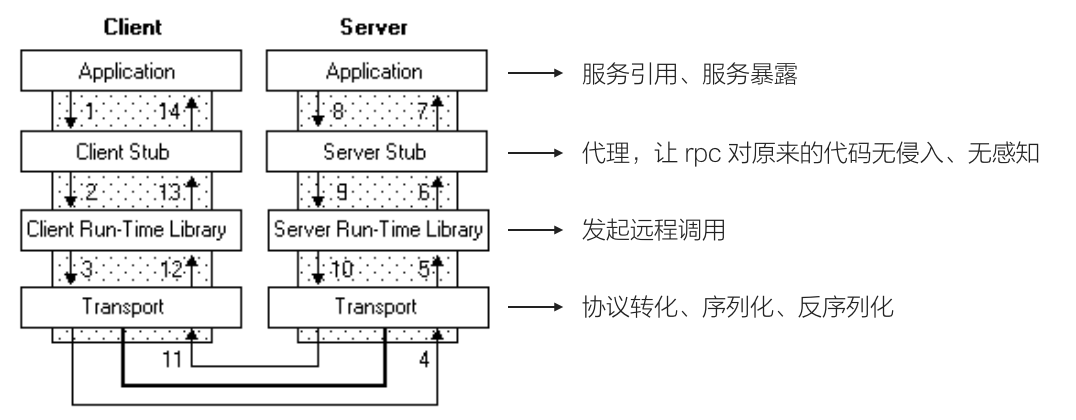 Client Server
Application Application 服务引用、服务暴露
1 14 8 7
Client Stub Server Stub 代理，让 rpc 对原来的代码无侵入、无感知
2 13 9 6
Client Run-Time Library Server Run-Time Library 发起远程调用
3 12 10 5
Transport Transport 协议转化、序列化、反序列化
11 4